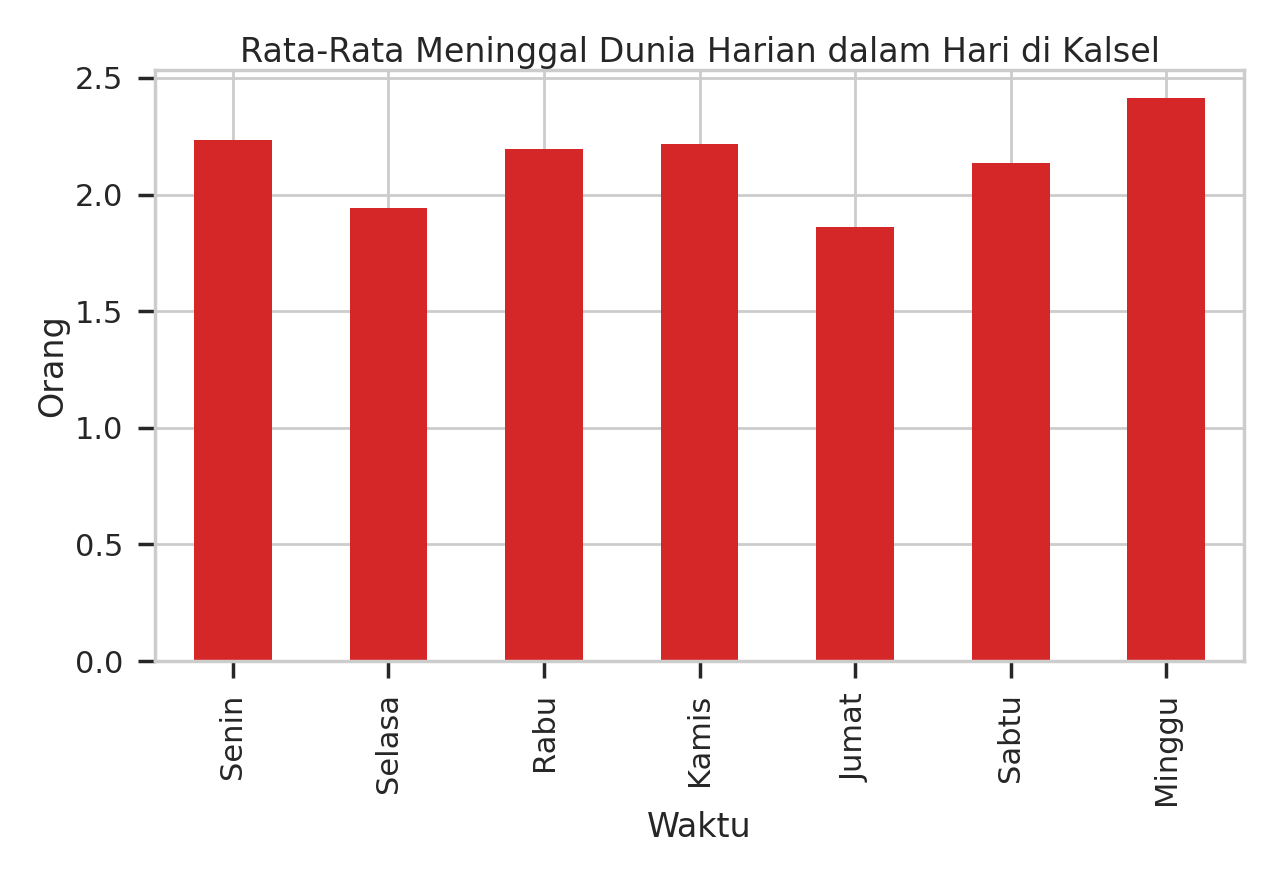 Rata-Rata Meninggal Dunia Harian dalam Hari di Kalsel
2.5
2.0
1.5
1.0
0.5
0.0
Orang
Senin
Selasa
Rabu
Kamis
Jumat
Sabtu
Minggu
Waktu